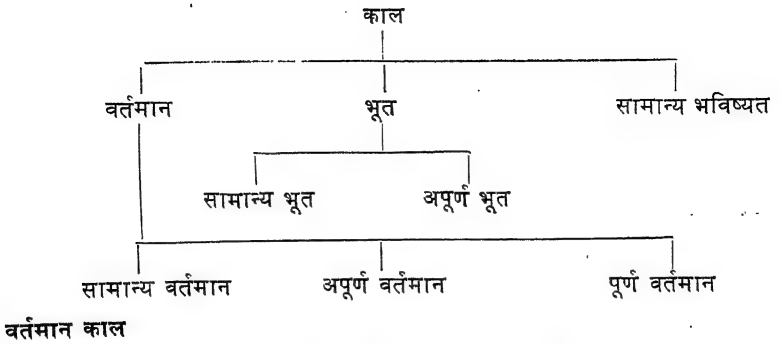 काल
वर्तमान भूत सामान्य भविष्यत
सामान्य भूत अपूर्ण भूत
सामान्य वर्तमान अपूर्ण वर्तमान पूर्ण वर्तमान
वर्तमान काल